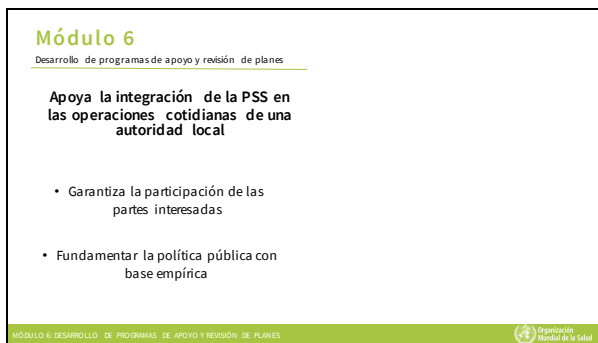 Módulo 6
Desarrollo de programas de apoyo y revisión de planes
Apoya la integración de la PSS en
las operaciones cotidianas de una
autoridad local
• Garantiza la participación de las
partes interesadas
• Fundamentar la política pública con
base empírica
MÓDULO 6: DESARROLLO DE PROGRAMAS DE APOYO Y REVISIÓN DE PLANES
Organización
Mundial de la Salud